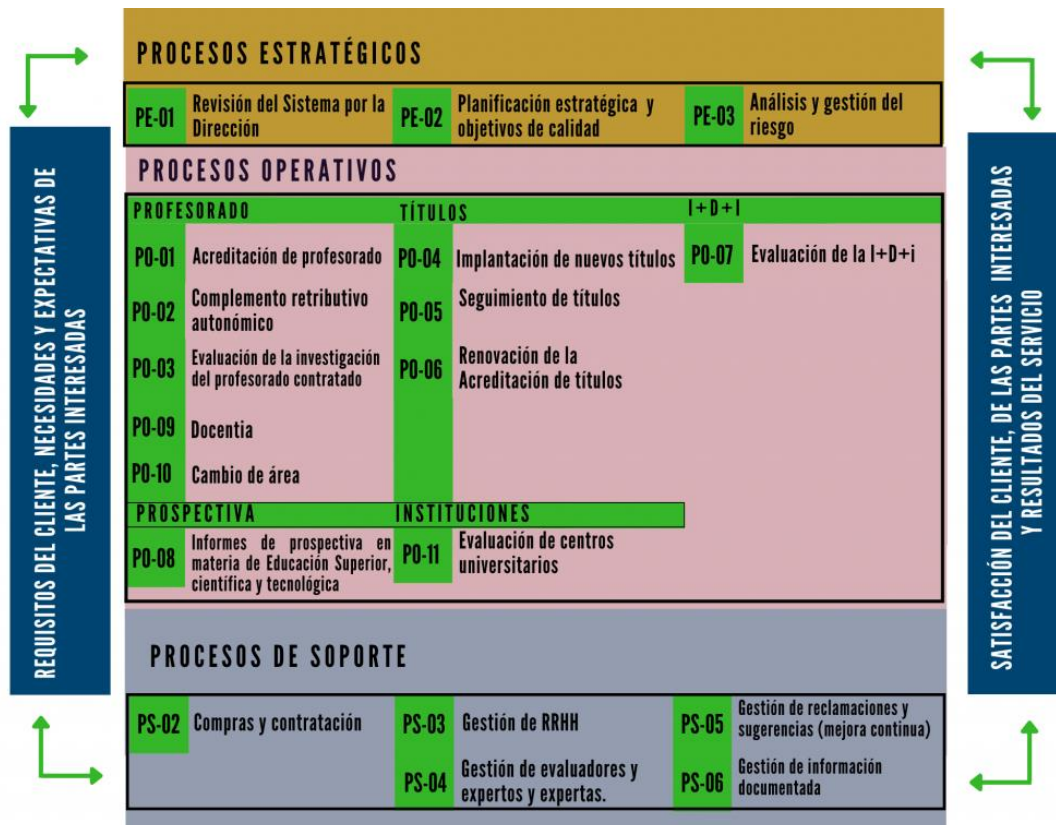 PROCESOS ESTRATÉGICOS
PE-01
Revisión del Sistema por la
Dirección
PE-02
Planificación estratégica y
objetivos de calidad
PE-03
Análisis y gestión del
riesgo
REQUISITOS DEL CLIENTE, NECESIDADES Y EXPECTATIVAS DE
LAS PARTES INTERESADAS
PROCESOS OPERATIVOS
PROFESORADO
PO-01
Acreditación de profesorado
PO-02
Complemento retributivo
autonómico
PO-03
Evaluación de la investigación
del profesorado contratado
PO-09
Docentia
PO-10
Cambio de área
TÍTULOS
PO-04
Implantación de nuevos títulos
PO-05
Seguimiento de títulos
PO-06
Renovación de la
Acreditación de títulos
I+D+I
PO-07
Evaluación de la I+D+i
PROSPECTIVA
PO-08
Informes de prospectiva en
materia de Educación Superior,
científica y tecnológica
INSTITUCIONES
PO-11
Evaluación de centros
universitarios
SATISFACCIÓN DEL CLIENTE, DE LAS PARTES INTERESADAS
Y RESULTADOS DEL SERVICIO
PROCESOS DE SOPORTE
PS-02
Compras y contratación
PS-03
Gestión de RRHH
PS-04
Gestión de evaluadores y
expertos y expertas.
PS-05
Gestión de reclamaciones y
sugerencias (mejora continua)
PS-06
Gestión de información
documentada